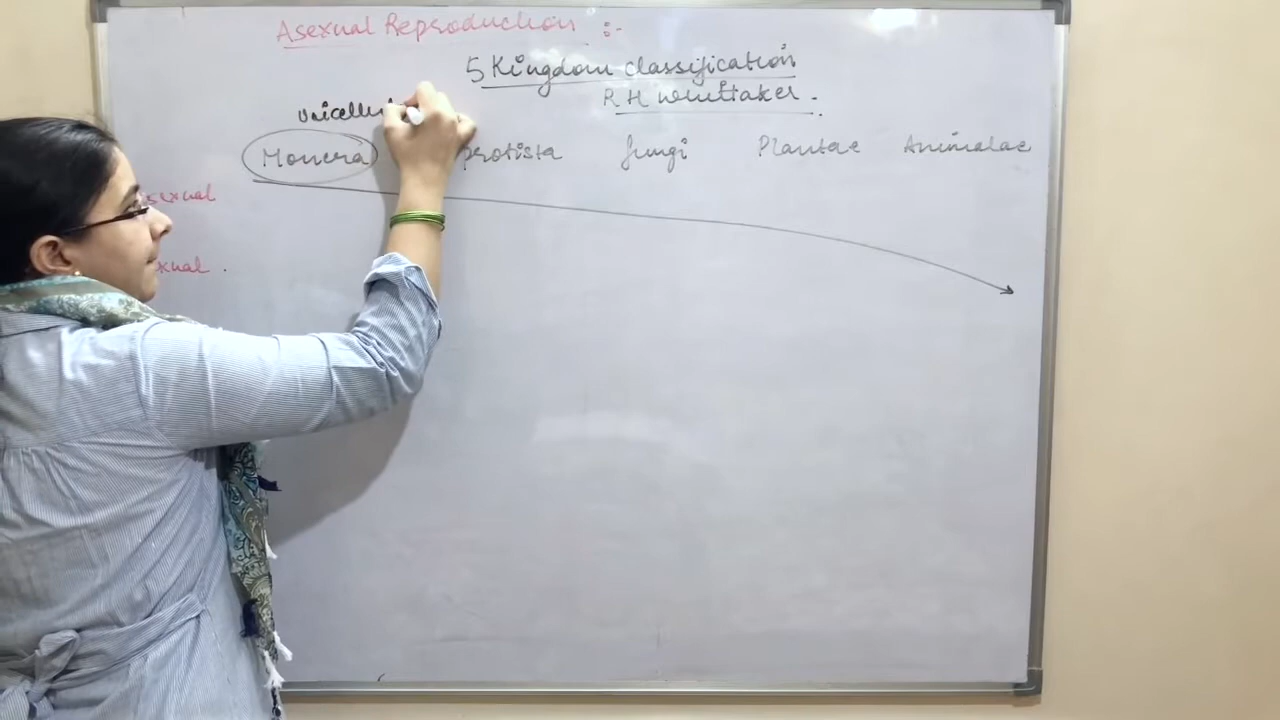 Asexual Reproduction :-
5 Kingdom classification
R H Whittaker.
Monera protista fungi Plantae Animalae